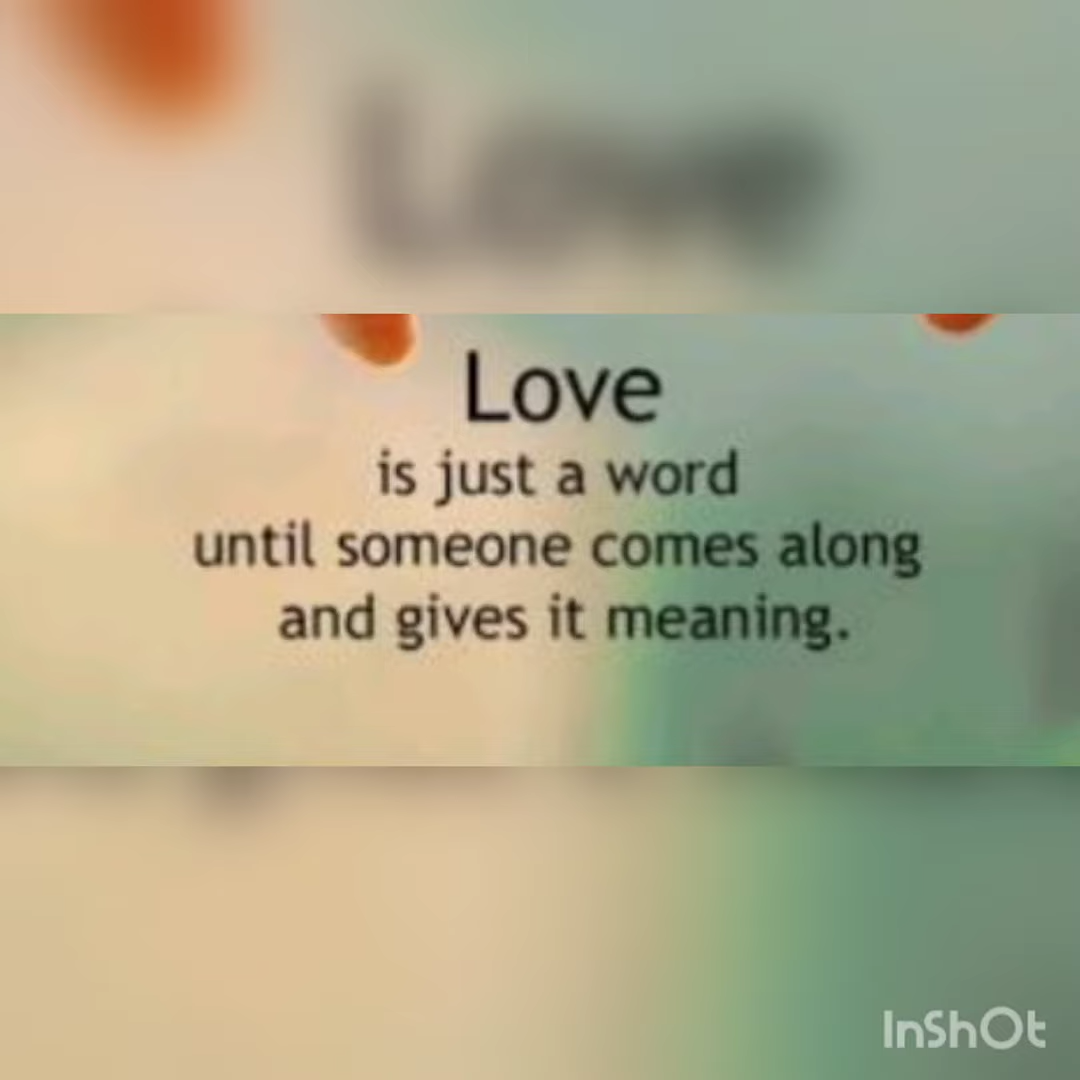 Love
is just a word
until someone comes along
and gives it meaning.
InShOt